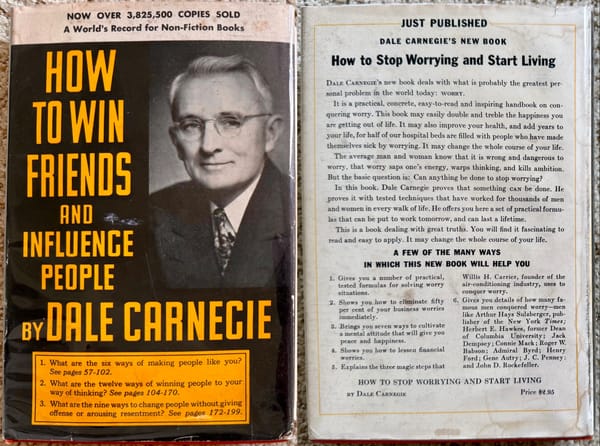 NOW OVER 3,825,500 COPIES SOLD
A World's Record for Non-Fiction Books
HOW
TO WIN
FRIENDS
AND
INFLUENCE
PEOPLE
BY DALE CARNEGIE
1. What are the six ways of making people like you?
See pages 57-102.
2. What are the twelve ways of winning people to your
way of thinking? See pages 104-170.
3. What are the nine ways to change people without giving
offense or arousing resentment? See pages 172-199.
JUST PUBLISHED
DALE CARNEGIE'S NEW BOOK
How to Stop Worrying and Start Living
DALE CARNEGIE'S new book deals with what is probably the greatest per-
sonal problem in the world today: WORRY.
It is a practical, concrete, easy-to-read and inspiring handbook on con-
quering worry. This book may easily double and treble the happiness you
are getting out of life. It may also improve your health, and add years to
your life, for half of our hospital beds are filled with people who have made
themselves sick by worrying. It may change the whole course of your life.
The average man and woman know that it is wrong and dangerous to
worry, that worry saps one's energy, warps thinking, and kills ambition.
But the basic question is: Can anything be done to stop worrying?
In this book, Dale Carnegie proves that something CAN be done. He
proves it with tested techniques that have worked for thousands of men
and women in every walk of life. He offers you here a set of practical formu-
las that can be put to work tomorrow, and can last a lifetime.
This is a book dealing with great truths. You will find it fascinating to
read and easy to apply. It may change the whole course of your life.
A FEW OF THE MANY WAYS
IN WHICH THIS NEW BOOK WILL HELP YOU
1. Gives you a number of practical,
tested formulas for solving worry
situations.
2. Shows you how to eliminate fifty
per cent of your business worries
immediately.
3. Brings you seven ways to cultivate
a mental attitude that will give you
peace and happiness.
4. Shows you how to lessen financial
worries.
5. Explains the three magic steps that
Willis H. Carrier, founder of the
air-conditioning industry, uses to
conquer worry.
6. Gives you details of how many fa-
mous men conquered worry—men
like Arthur Hays Sulzberger, pub-
lisher of the New York Times;
Herbert E. Hawkes, former Dean
of Columbia University; Jack
Dempsey; Connie Mack; Roger W.
Babson; Admiral Byrd; Henry
Ford; Gene Autry; J. C. Penney;
and John D. Rockefeller.
HOW TO STOP WORRYING AND START LIVING
BY DALE CARNEGIE
Price $2.95